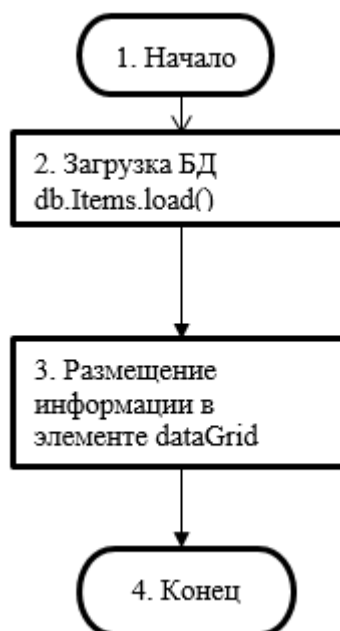 1. Начало
2. Загрузка БД
db.Items.load()
3. Размещение
информации в
элементе dataGrid
4. Конец